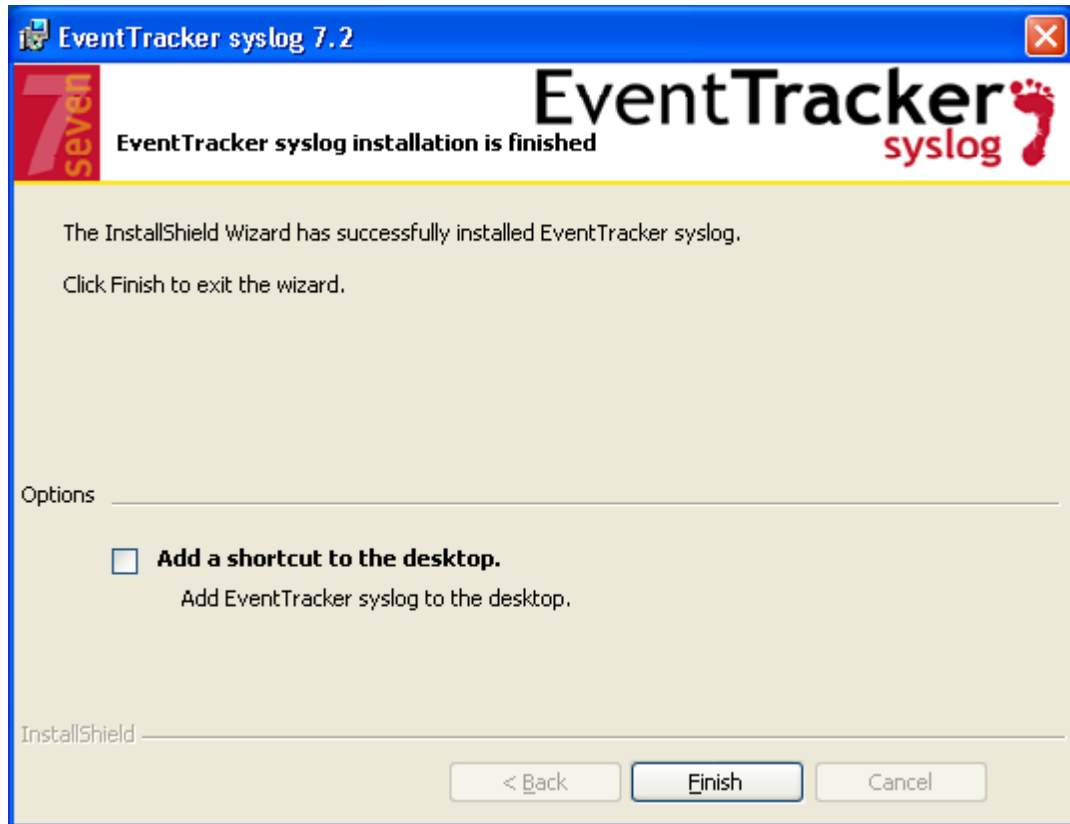 EventTracker syslog 7.2
7
seven
EventTracker
syslog
EventTracker syslog installation is finished
The InstallShield Wizard has successfully installed EventTracker syslog.
Click Finish to exit the wizard.
Options
Add a shortcut to the desktop.
Add EventTracker syslog to the desktop.
InstallShield
< Back
Finish
Cancel